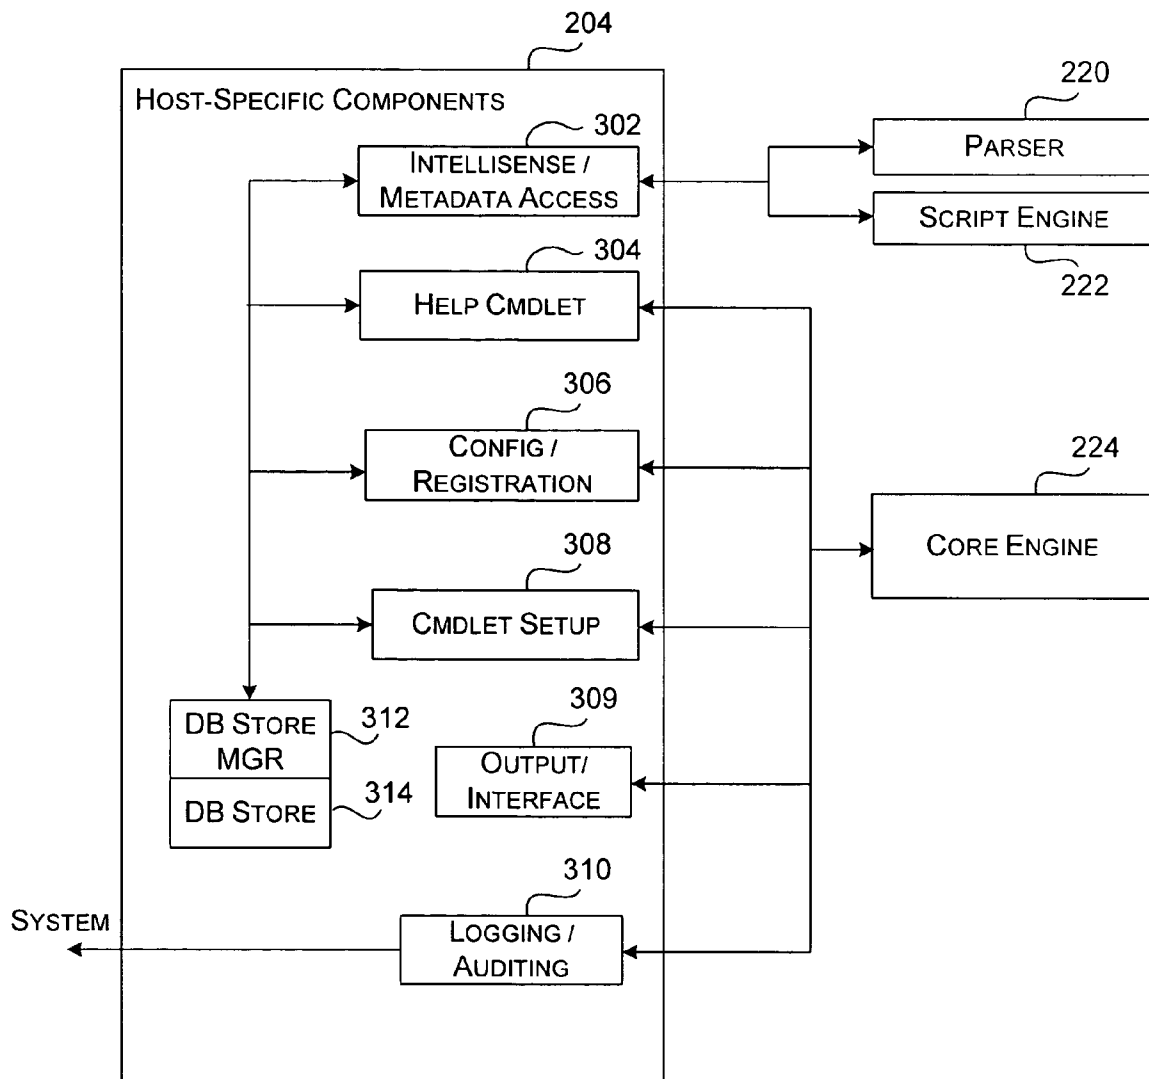 204
HOST-SPECIFIC COMPONENTS
302
INTELLISENSE /
METADATA ACCESS
220
PARSER
SCRIPT ENGINE
222
304
HELP CMDLET
306
CONFIG /
REGISTRATION
224
CORE ENGINE
308
CMDLET SETUP
DB STORE
MGR
312
DB STORE
314
309
OUTPUT/
INTERFACE
310
LOGGING /
AUDITING
SYSTEM